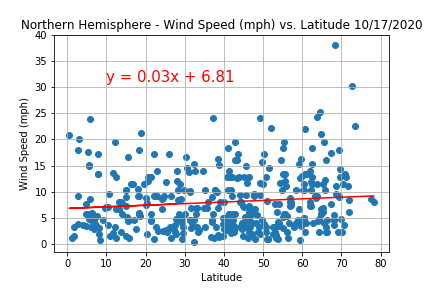 Northern Hemisphere - Wind Speed (mph) vs. Latitude 10/17/2020
40
35
30
25
20
15
10
5
0
Wind Speed (mph)
y = 0.03x + 6.81
0 10 20 30 40 50 60 70 80
Latitude